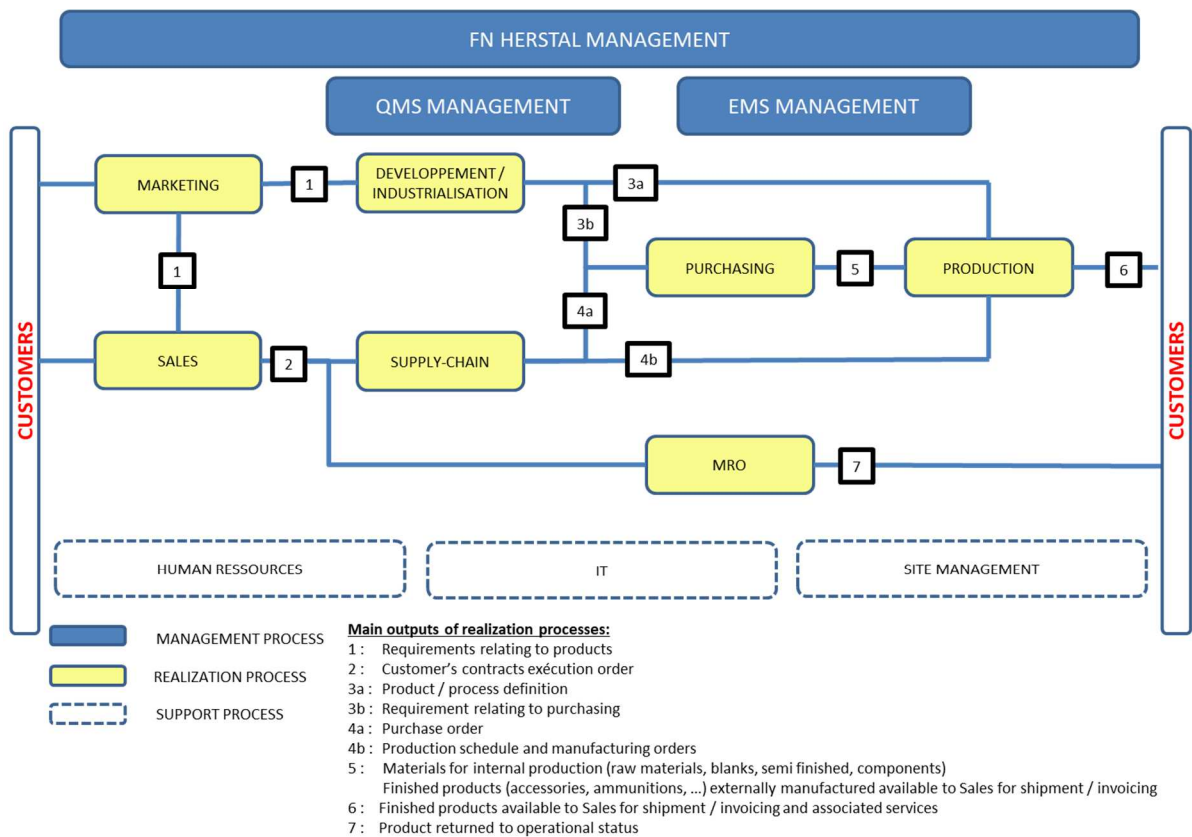 FN HERSTAL MANAGEMENT
QMS MANAGEMENT
EMS MANAGEMENT
CUSTOMERS
MARKETING
1
DEVELOPPEMENT /
INDUSTRIALISATION
3a
3b
1
PURCHASING
5
PRODUCTION
6
4a
SALES
2
SUPPLY-CHAIN
4b
MRO
7
CUSTOMERS
HUMAN RESSOURCES
IT
SITE MANAGEMENT
MANAGEMENT PROCESS
REALIZATION PROCESS
SUPPORT PROCESS
Main outputs of realization processes:
1 : Requirements relating to products
2 : Customer's contracts exécution order
3a : Product / process definition
3b : Requirement relating to purchasing
4a : Purchase order
4b : Production schedule and manufacturing orders
5 : Materials for internal production (raw materials, blanks, semi finished, components)
Finished products (accessories, ammunitions, ...) externally manufactured available to Sales for shipment / invoicing
6 : Finished products available to Sales for shipment / invoicing and associated services
7 : Product returned to operational status